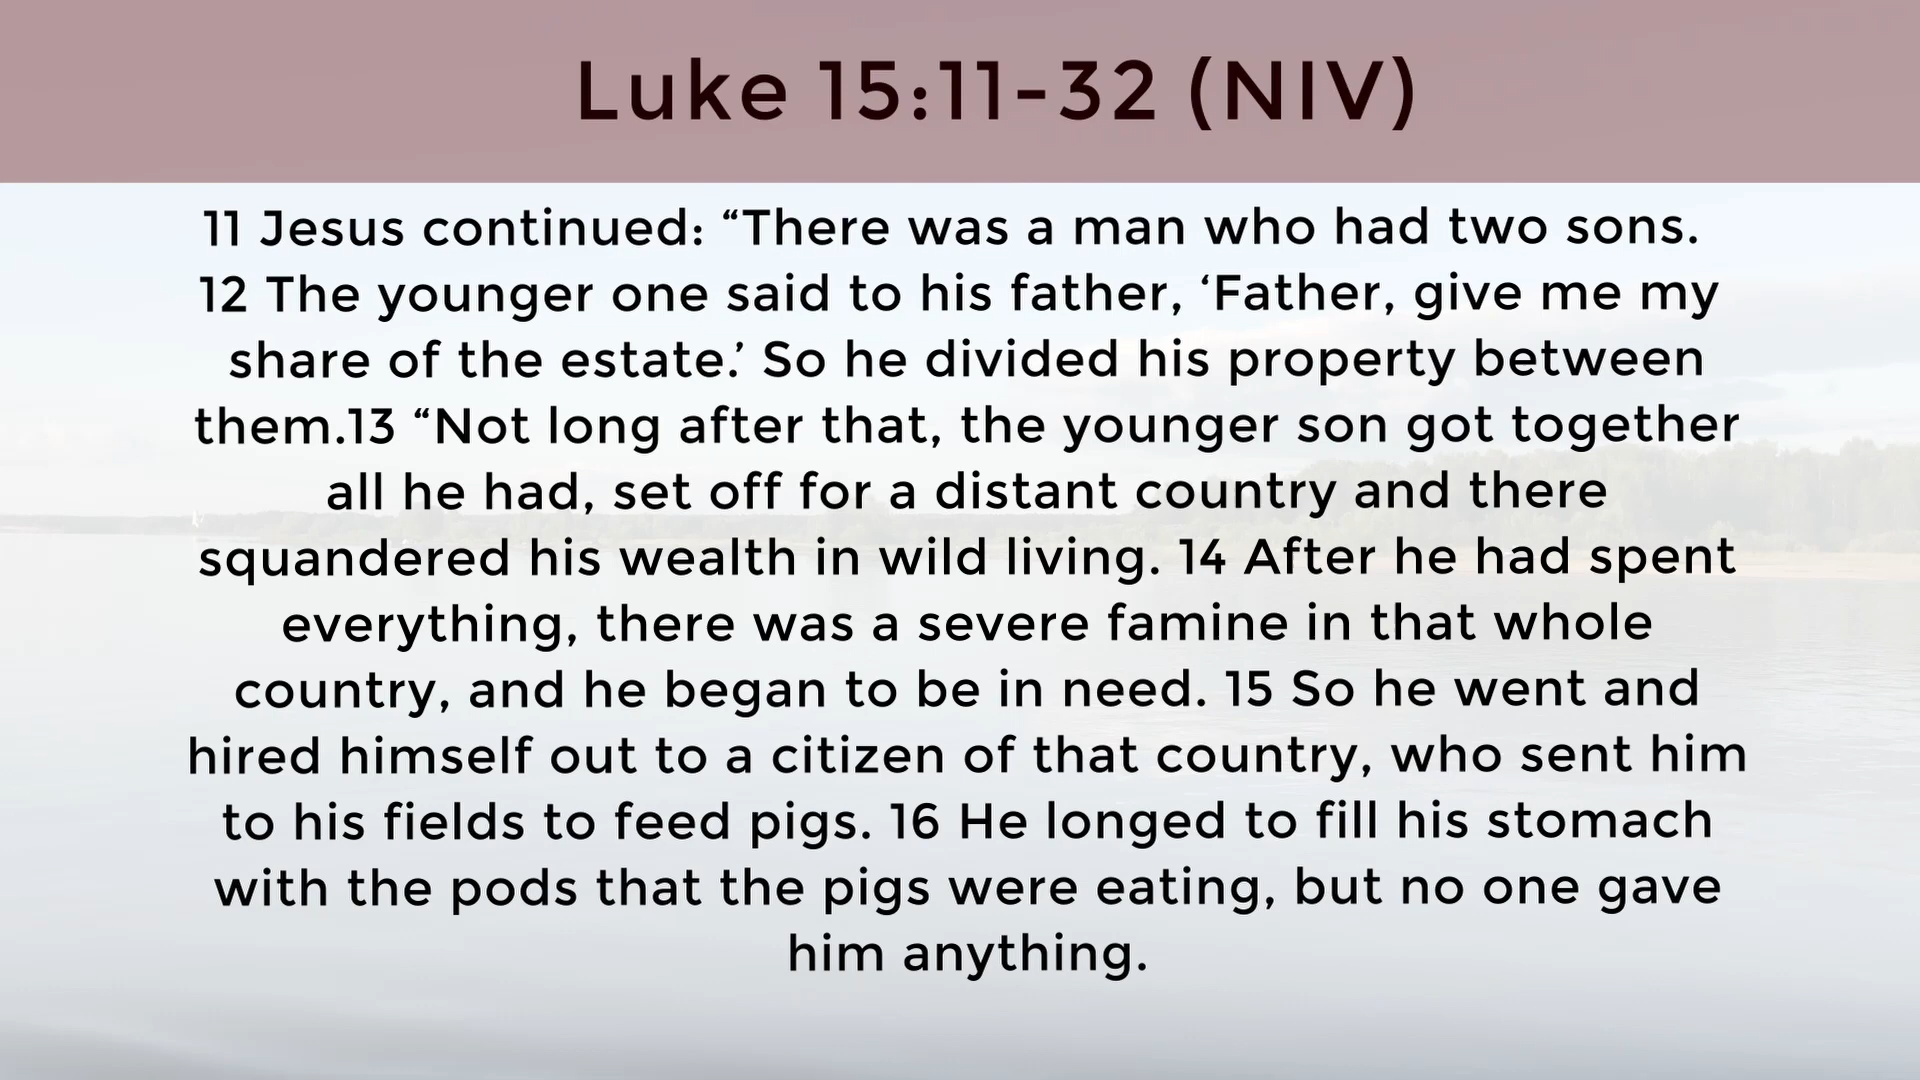 Luke 15:11-32 (NIV)
11 Jesus continued: “There was a man who had two sons.
12 The younger one said to his father, ‘Father, give me my
share of the estate.’ So he divided his property between
them.13 “Not long after that, the younger son got together
all he had, set off for a distant country and there
squandered his wealth in wild living. 14 After he had spent
everything, there was a severe famine in that whole
country, and he began to be in need. 15 So he went and
hired himself out to a citizen of that country, who sent him
to his fields to feed pigs. 16 He longed to fill his stomach
with the pods that the pigs were eating, but no one gave
him anything.